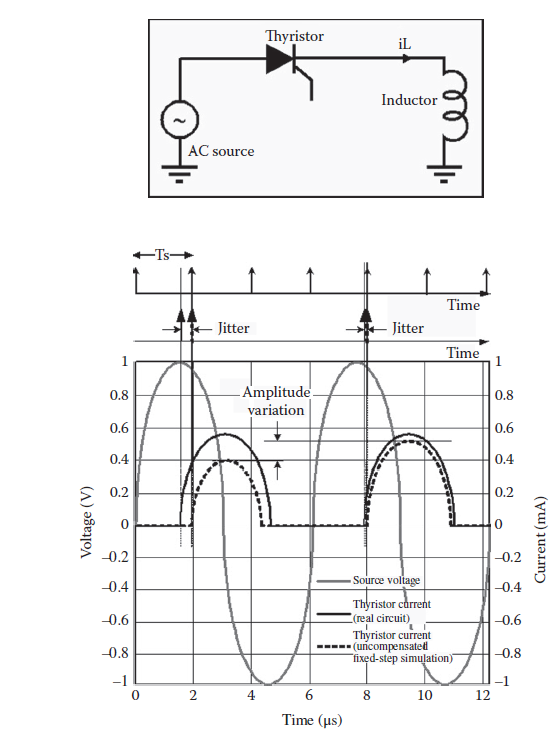 Thyristor
iL
Inductor
~
AC source
Ts
Time
Jitter
Jitter
Time
1
1
Amplitude
variation
0.8
0.8
0.6
0.6
0.4
0.4
0.2
0.2
0
0
−0.2
−0.2
−0.4
−0.4
−0.6
−0.6
−0.8
−0.8
−1
−1
Voltage (V)
Current (mA)
Source voltage
Thyristor current
(real circuit)
Thyristor current
(uncompensated
fixed-step simulation)
0
2
4
6
8
10
12
Time (μs)